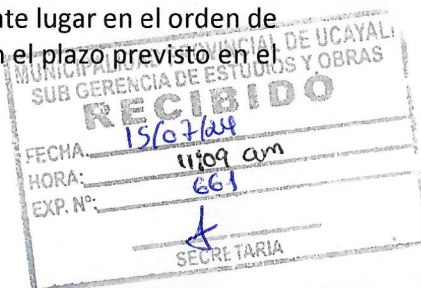 nte lugar en el orden de
n el plazo previsto en el
MUNICIPALIDAD PROVINCIAL DE UCAYALI
SUB GERENCIA DE ESTUDIOS Y OBRAS
RECIBIDO
FECHA 15/07/24
HORA: 11:09 am
EXP. Nº: 661
SECRETARIA